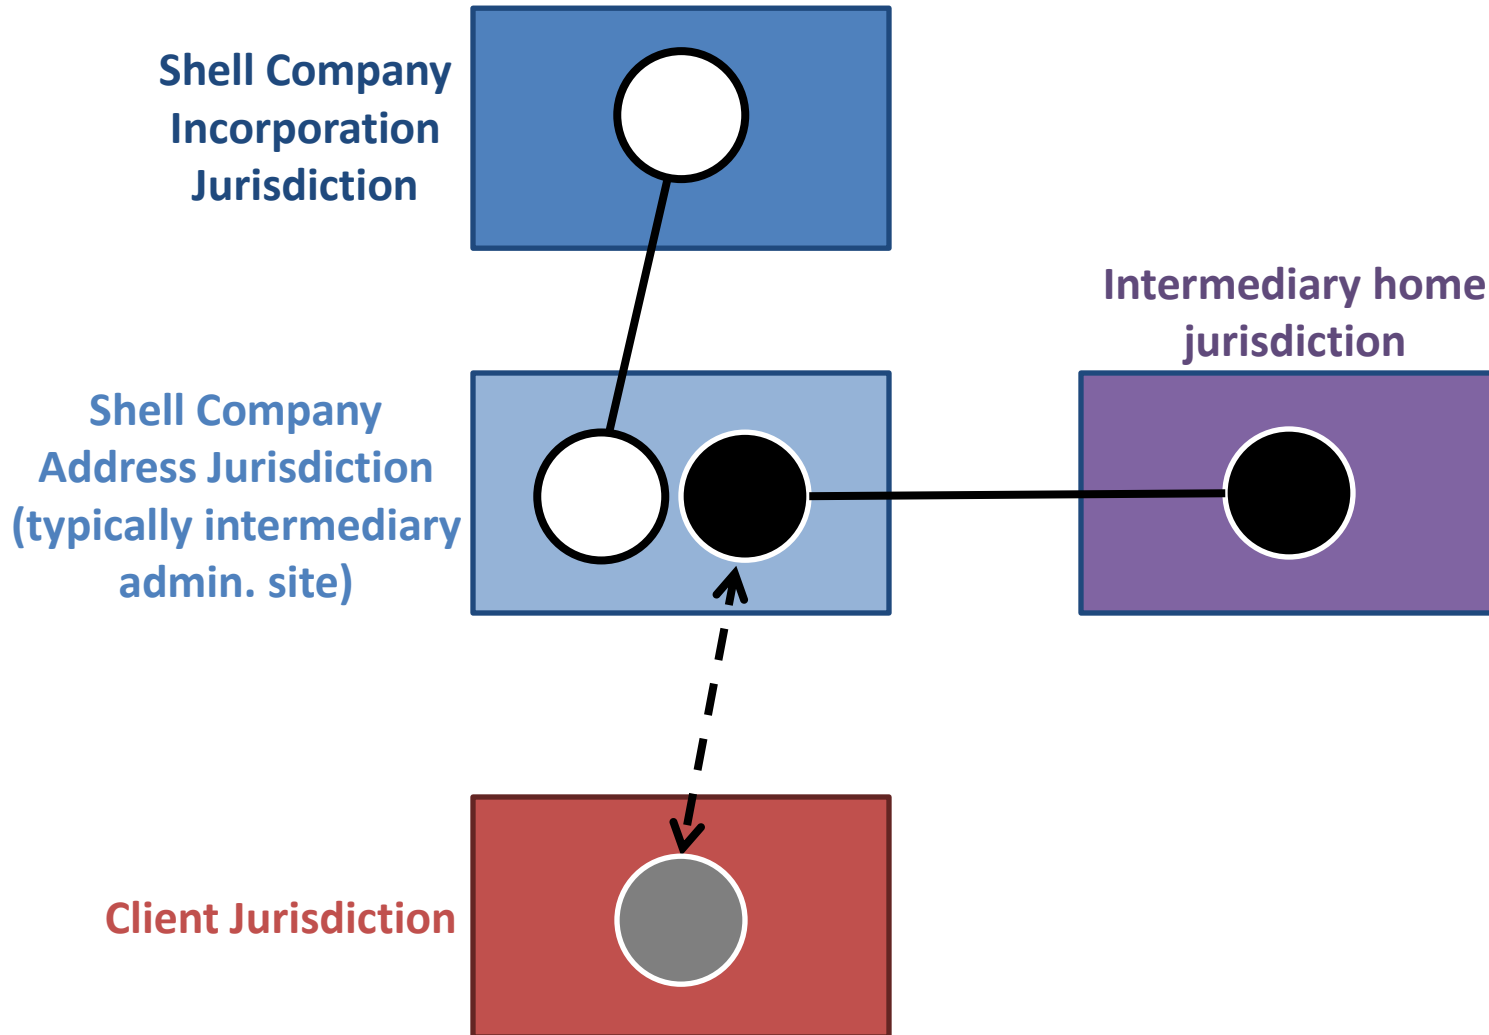 Shell Company
Incorporation
Jurisdiction
Intermediary home
jurisdiction
Shell Company
Address Jurisdiction
(typically intermediary
admin. site)
Client Jurisdiction